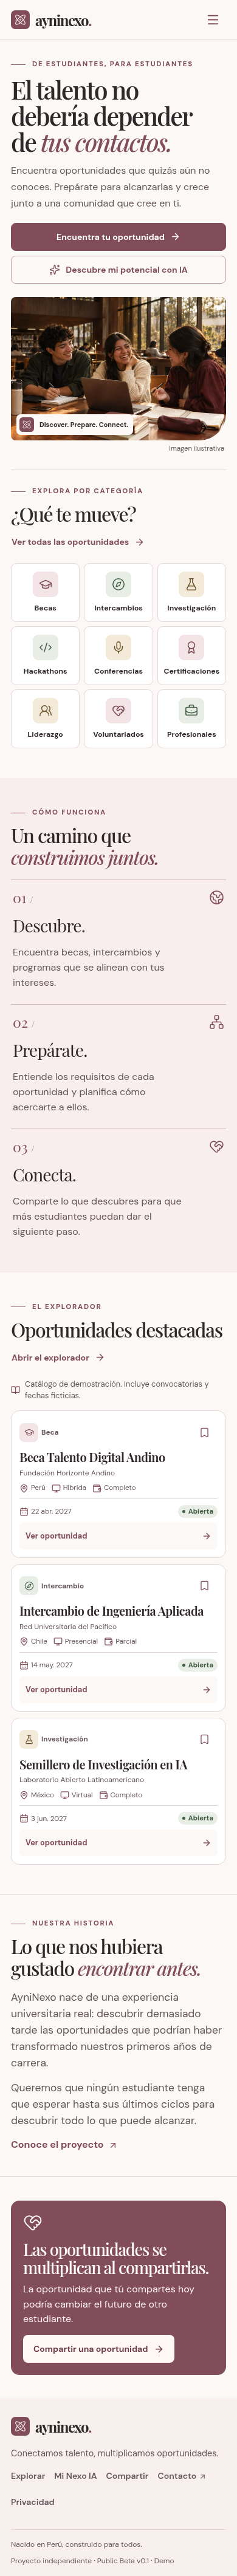 ayninexo.
DE ESTUDIANTES, PARA ESTUDIANTES
El talento no
debería depender
de tus contactos.
Encuentra oportunidades que quizás aún no
conoces. Prepárate para alcanzarlas y crece
junto a una comunidad que cree en ti.
Encuentra tu oportunidad →
Descubre mi potencial con IA
Discover. Prepare. Connect.
Imagen ilustrativa
EXPLORA POR CATEGORÍA
¿Qué te mueve?
Ver todas las oportunidades →
Becas
Intercambios
Investigación
Hackathons
Conferencias
Certificaciones
Liderazgo
Voluntariados
Profesionales
CÓMO FUNCIONA
Un camino que
construimos juntos.
01 /
Descubre.
Encuentra becas, intercambios y
programas que se alinean con tus
intereses.
02 /
Prepárate.
Entiende los requisitos de cada
oportunidad y planifica cómo
acercarte a ellos.
03 /
Conecta.
Comparte lo que descubres para que
más estudiantes puedan dar el
siguiente paso.
EL EXPLORADOR
Oportunidades destacadas
Abrir el explorador →
Catálogo de demostración. Incluye convocatorias y
fechas ficticias.
Beca
Beca Talento Digital Andino
Fundación Horizonte Andino
Perú Híbrida Completo
22 abr. 2027 Abierta
Ver oportunidad →
Intercambio
Intercambio de Ingeniería Aplicada
Red Universitaria del Pacífico
Chile Presencial Parcial
14 may. 2027 Abierta
Ver oportunidad →
Investigación
Semillero de Investigación en IA
Laboratorio Abierto Latinoamericano
México Virtual Completo
3 jun. 2027 Abierta
Ver oportunidad →
NUESTRA HISTORIA
Lo que nos hubiera
gustado encontrar antes.
AyniNexo nace de una experiencia
universitaria real: descubrir demasiado
tarde las oportunidades que podrían haber
transformado nuestros primeros años de
carrera.
Queremos que ningún estudiante tenga
que esperar hasta sus últimos ciclos para
descubrir todo lo que puede alcanzar.
Conoce el proyecto ↗
Las oportunidades se
multiplican al compartirlas.
La oportunidad que tú compartes hoy
podría cambiar el futuro de otro
estudiante.
Compartir una oportunidad →
ayninexo.
Conectamos talento, multiplicamos oportunidades.
Explorar Mi Nexo IA Compartir Contacto ↗
Privacidad
Nacido en Perú, construido para todos.
Proyecto independiente · Public Beta v0.1 · Demo